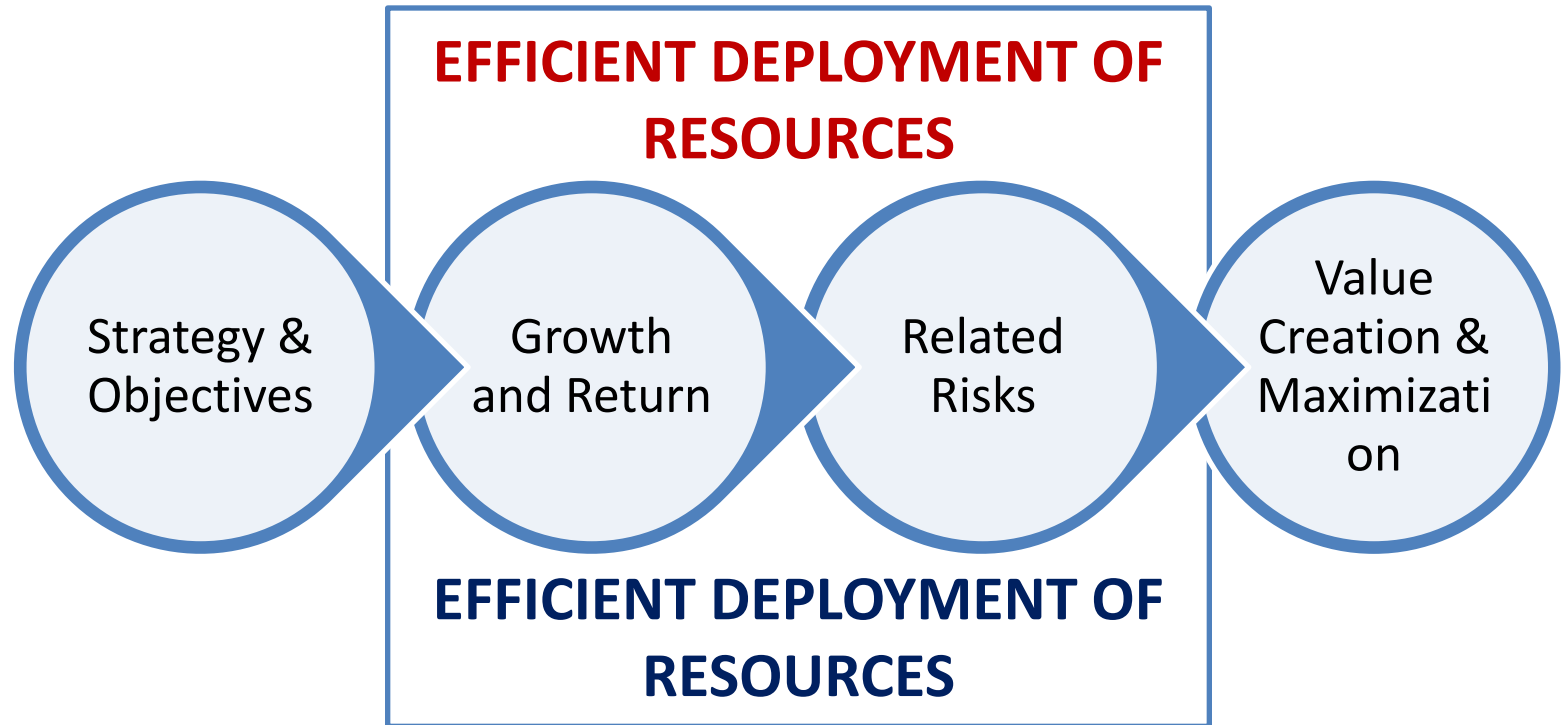 EFFICIENT DEPLOYMENT OF
RESOURCES
Strategy &
Objectives
Growth
and Return
Related
Risks
Value
Creation &
Maximizati
on
EFFICIENT DEPLOYMENT OF
RESOURCES